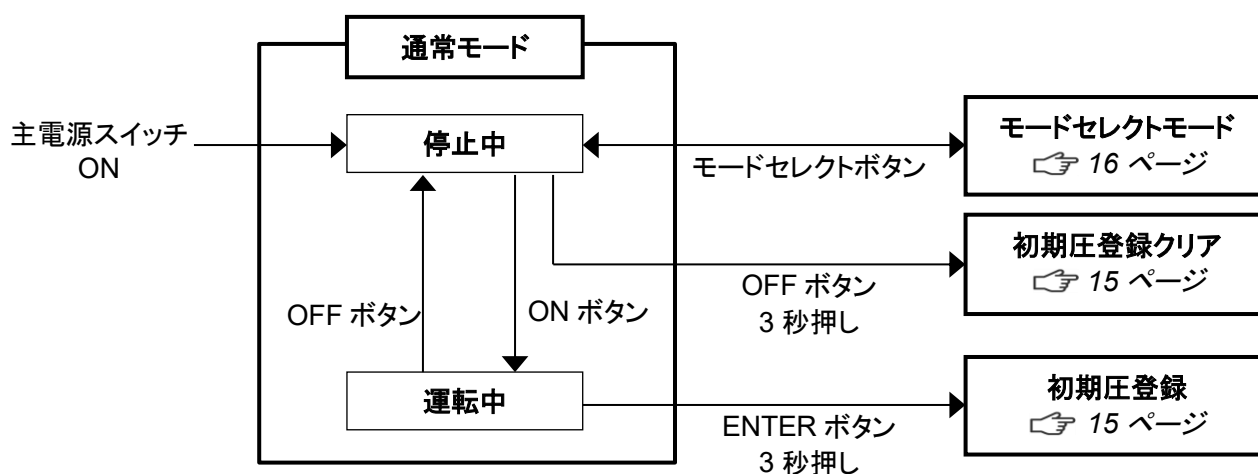 通常モード
主電源スイッチ
ON
停止中
モードセレクトボタン
モードセレクトモード
☞ 16 ページ
初期圧登録クリア
☞ 15 ページ
OFF ボタン
3 秒押し
OFF ボタン
ON ボタン
運転中
ENTER ボタン
3 秒押し
初期圧登録
☞ 15 ページ